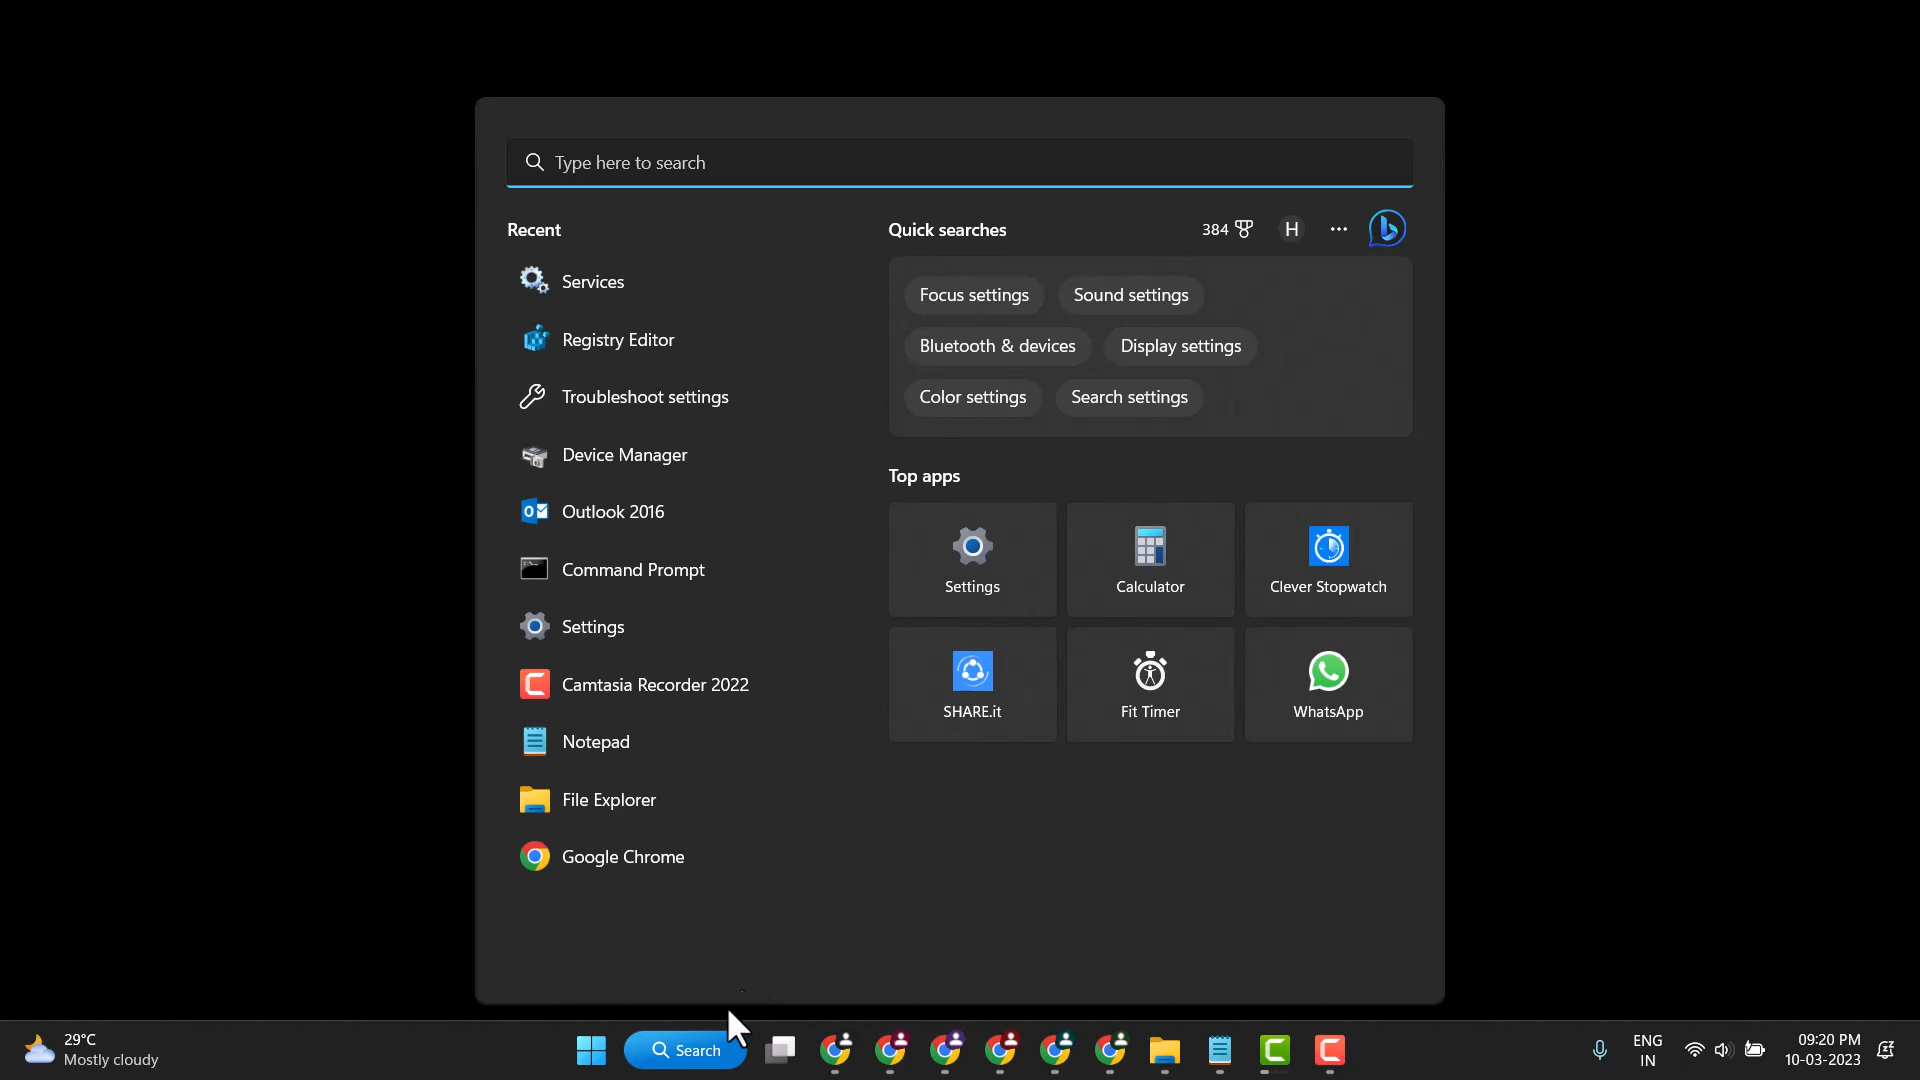 Type here to search
Recent
Services
Registry Editor
Troubleshoot settings
Device Manager
Outlook 2016
Command Prompt
Settings
Camtasia Recorder 2022
Notepad
File Explorer
Google Chrome
Quick searches
384
H
Focus settings
Sound settings
Bluetooth & devices
Display settings
Color settings
Search settings
Top apps
Settings
Calculator
Clever Stopwatch
SHARE.it
Fit Timer
WhatsApp
29°C
Mostly cloudy
Search
ENG
IN
09:20 PM
10-03-2023